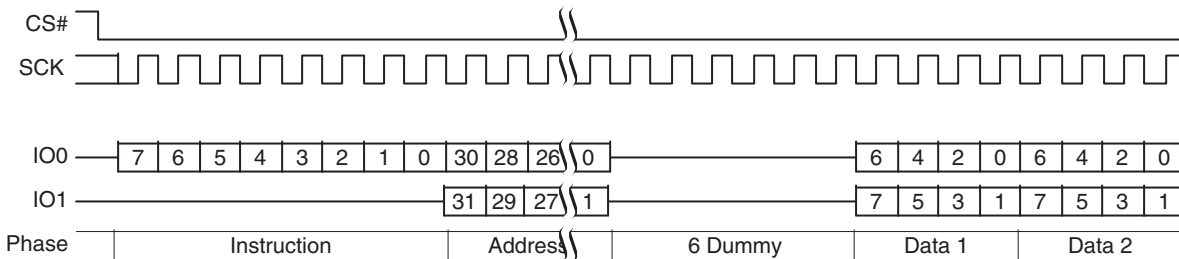 CS#
SCK
IO0 7 6 5 4 3 2 1 0 30 28 26 0 6 4 2 0 6 4 2 0
IO1 31 29 27 1 7 5 3 1 7 5 3 1
Phase Instruction Address 6 Dummy Data 1 Data 2